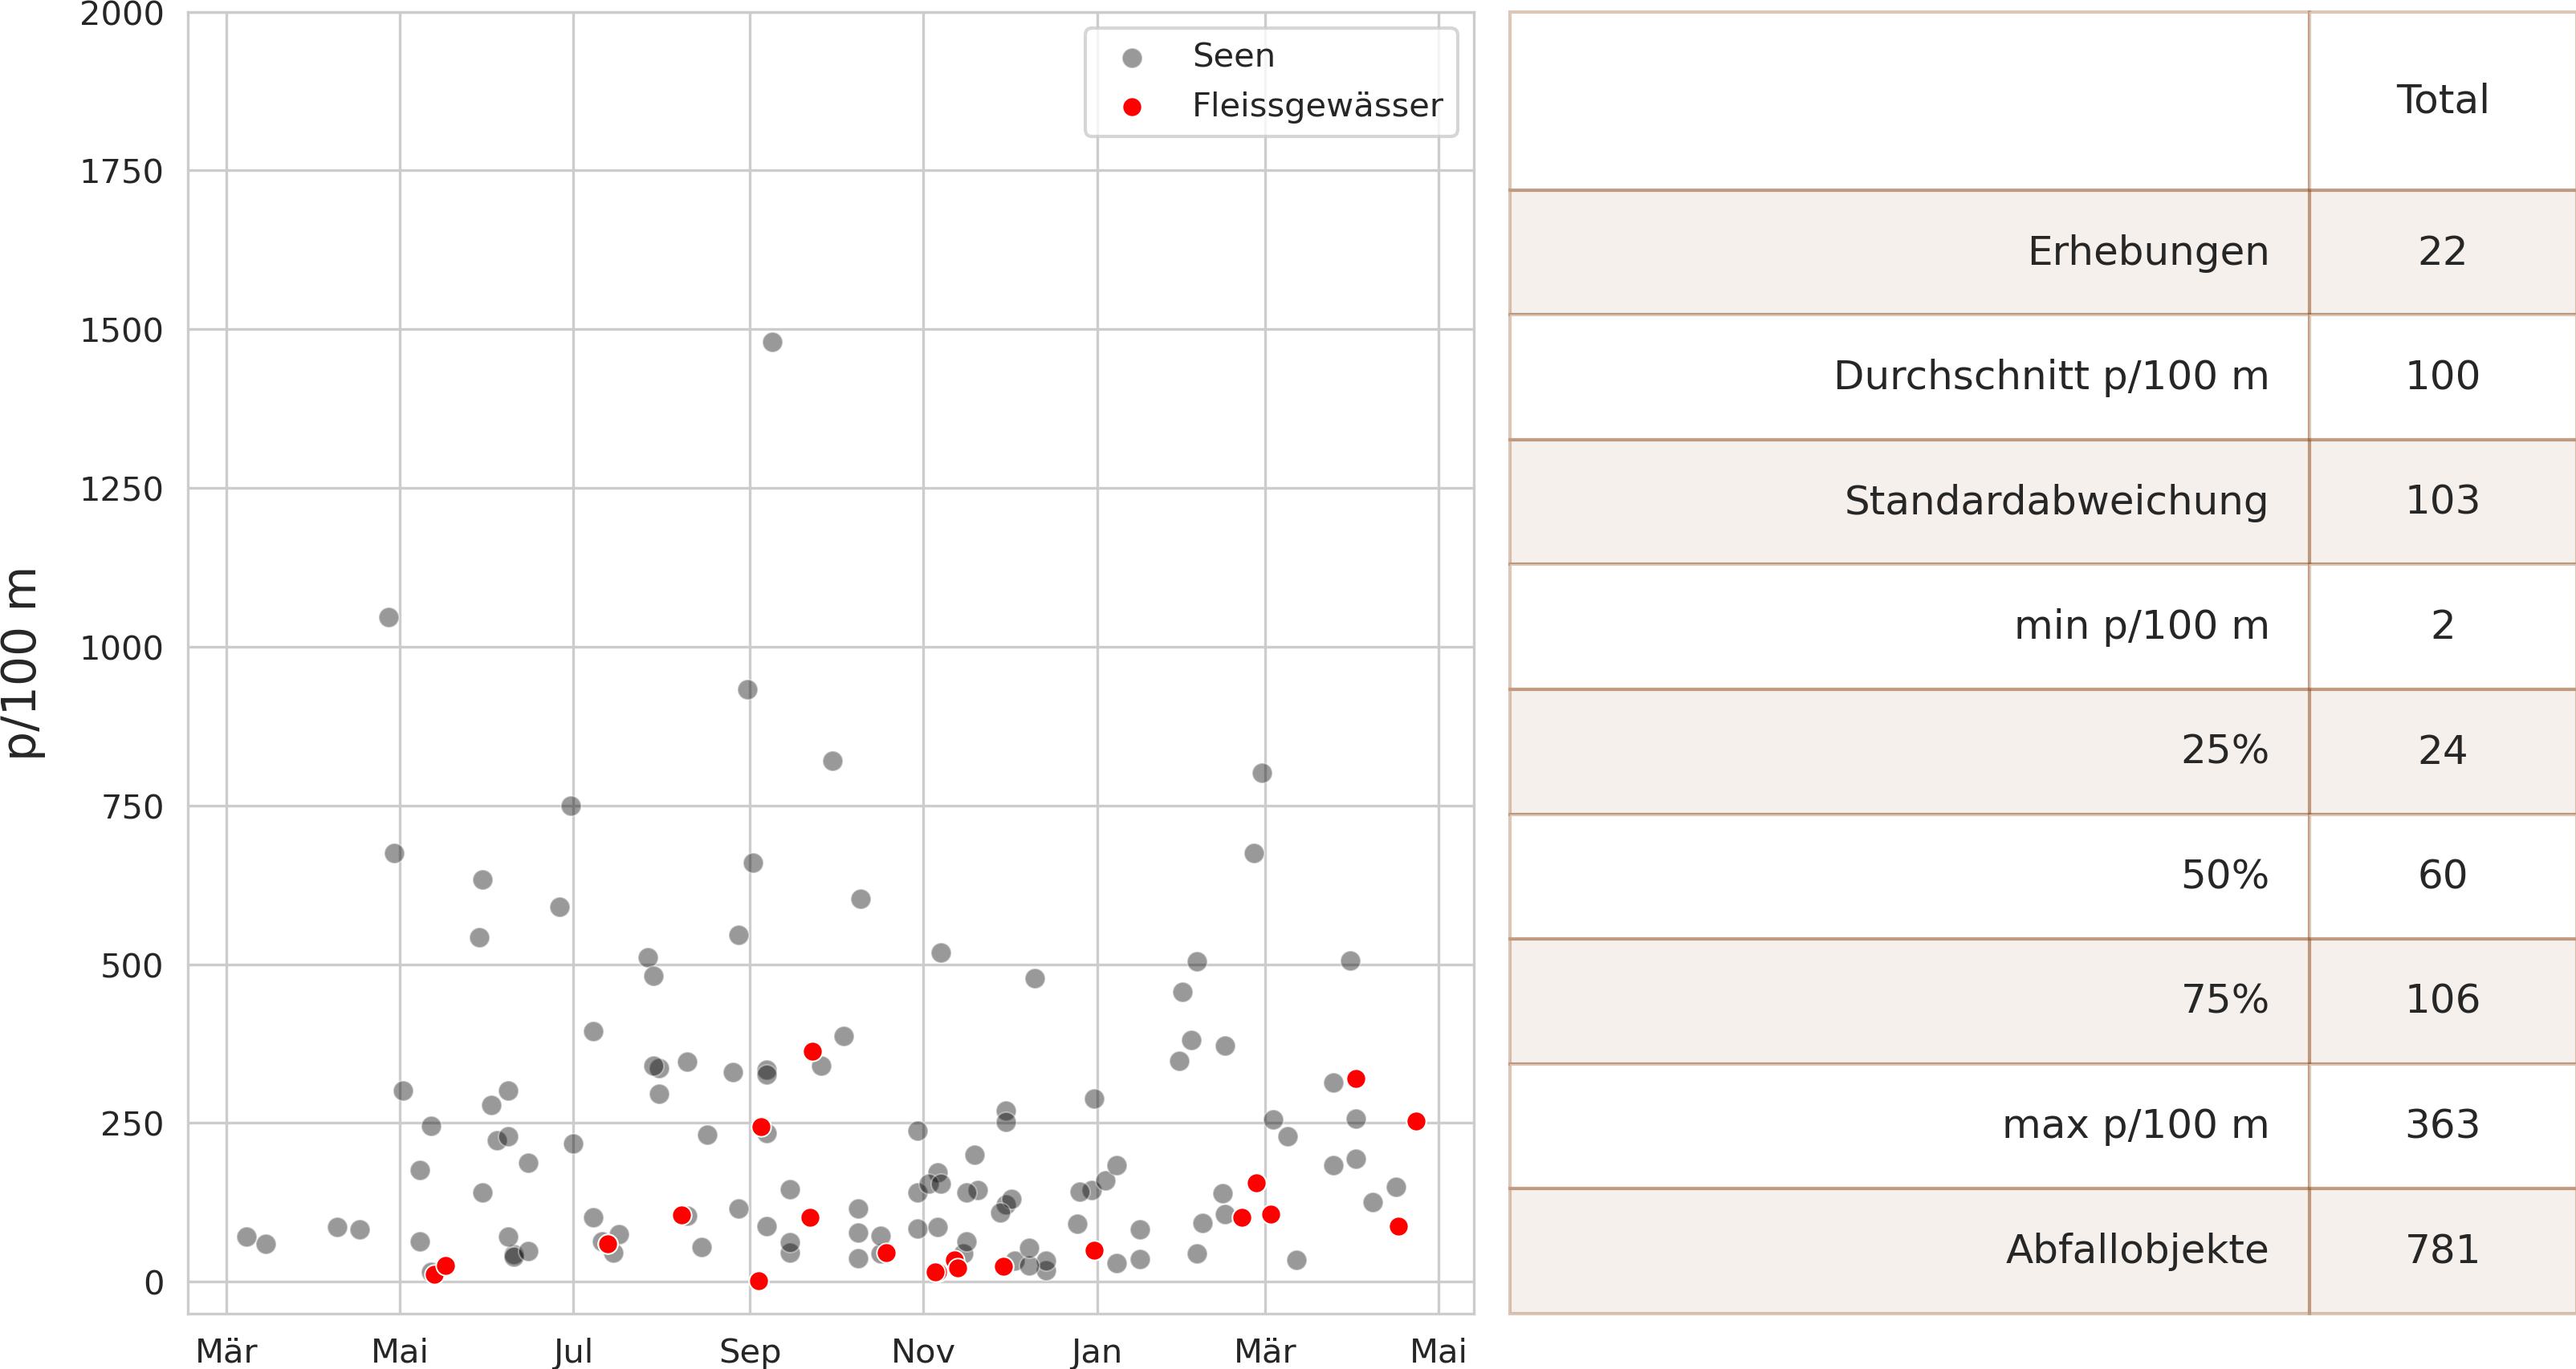 2000
1750
1500
1250
1000
750
500
250
0
p/100 m
Mär Mai Jul Sep Nov Jan Mär Mai
Seen
Fleissgewässer
Total
Erhebungen 22
Durchschnitt p/100 m 100
Standardabweichung 103
min p/100 m 2
25% 24
50% 60
75% 106
max p/100 m 363
Abfallobjekte 781